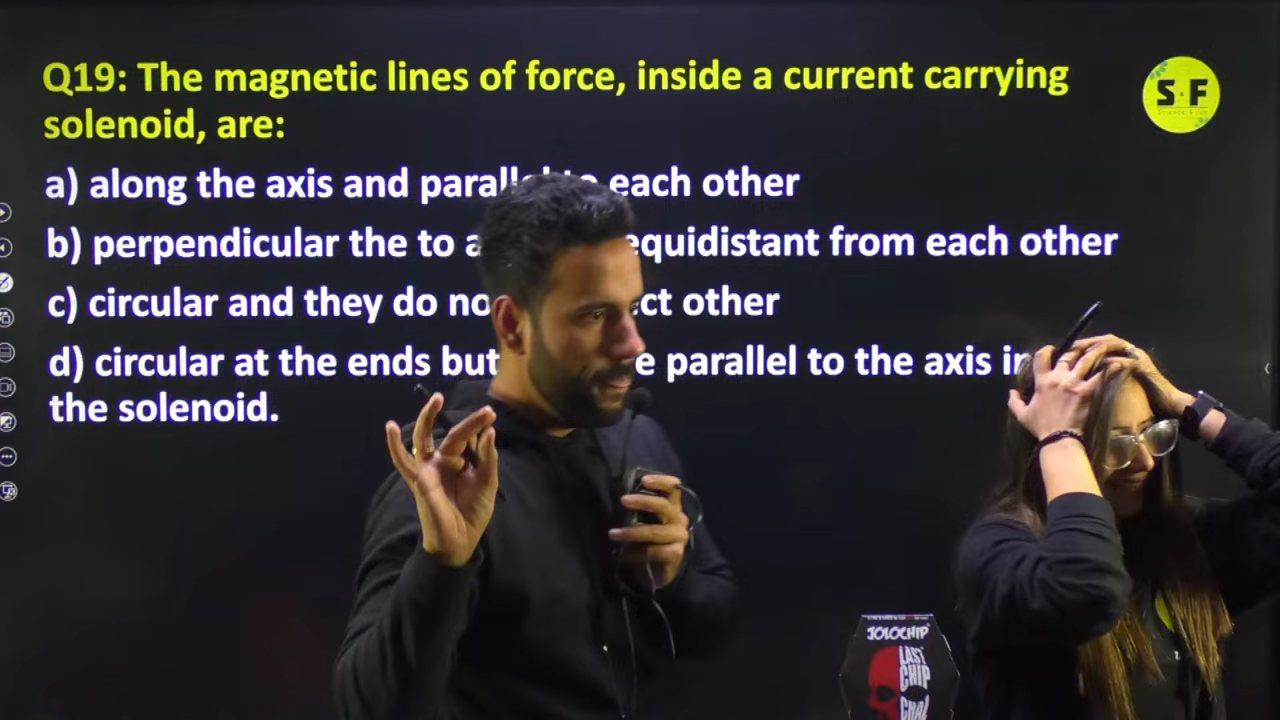 Q19: The magnetic lines of force, inside a current carrying
solenoid, are:
S F
a) along the axis and each other
b) perpendicular the to equidistant from each other
c) circular and they do other
d) circular at the ends but parallel to the axis
the solenoid.
JOLOCHIP
LAST
CHIP